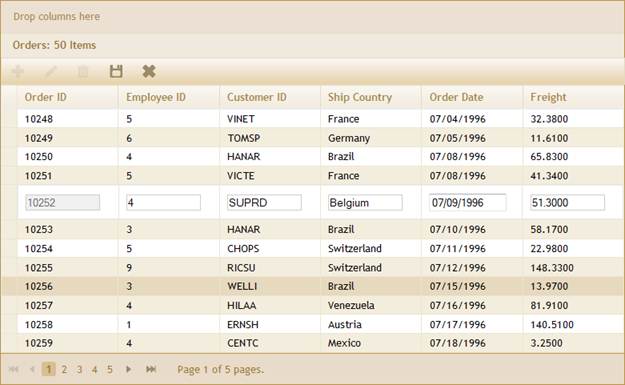 Drop columns here
Orders: 50 Items
Order ID Employee ID Customer ID Ship Country Order Date Freight
10248 5 VINET France 07/04/1996 32.3800
10249 6 TOMSP Germany 07/05/1996 11.6100
10250 4 HANAR Brazil 07/08/1996 65.8300
10251 5 VICTE France 07/08/1996 41.3400
10252 4 SUPRD Belgium 07/09/1996 51.3000
10253 3 HANAR Brazil 07/10/1996 58.1700
10254 5 CHOPS Switzerland 07/11/1996 22.9800
10255 9 RICSU Switzerland 07/12/1996 148.3300
10256 3 WELLI Brazil 07/15/1996 13.9700
10257 4 HILAA Venezuela 07/16/1996 81.9100
10258 1 ERNSH Austria 07/17/1996 140.5100
10259 4 CENTC Mexico 07/18/1996 3.2500
1 2 3 4 5 Page 1 of 5 pages.